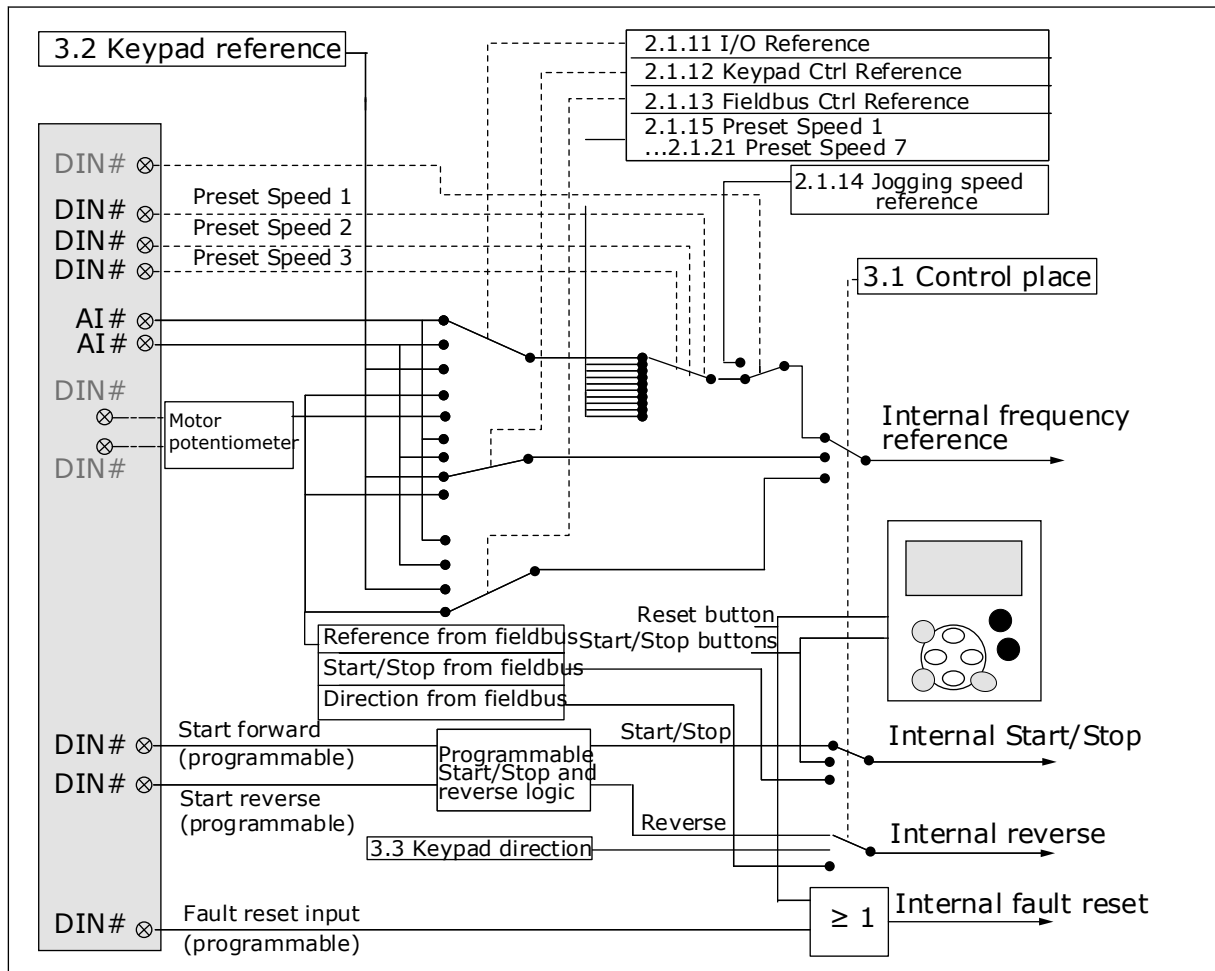 3.2 Keypad reference
2.1.11 I/O Reference
2.1.12 Keypad Ctrl Reference
2.1.13 Fieldbus Ctrl Reference
2.1.15 Preset Speed 1
...2.1.21 Preset Speed 7
2.1.14 Jogging speed
reference
3.1 Control place
DIN#
DIN#
Preset Speed 1
DIN#
Preset Speed 2
DIN#
Preset Speed 3
AI#
AI#
DIN#
Motor
potentiometer
DIN#
Internal frequency
reference
Reset button
Start/Stop buttons
Reference from fieldbus
Start/Stop from fieldbus
Direction from fieldbus
DIN#
Start forward
(programmable)
DIN#
Start reverse
(programmable)
Programmable
Start/Stop and
reverse logic
Start/Stop
Internal Start/Stop
Reverse
3.3 Keypad direction
Internal reverse
DIN#
Fault reset input
(programmable)
≥ 1
Internal fault reset